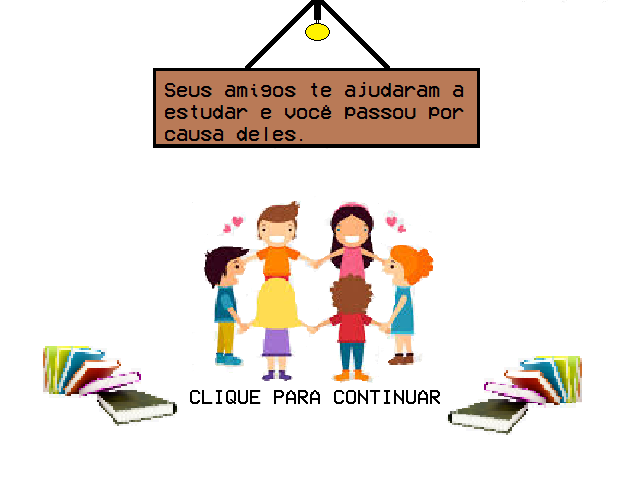 Seus amigos te ajudaram a
estudar e você passou por
causa deles.
CLIQUE PARA CONTINUAR